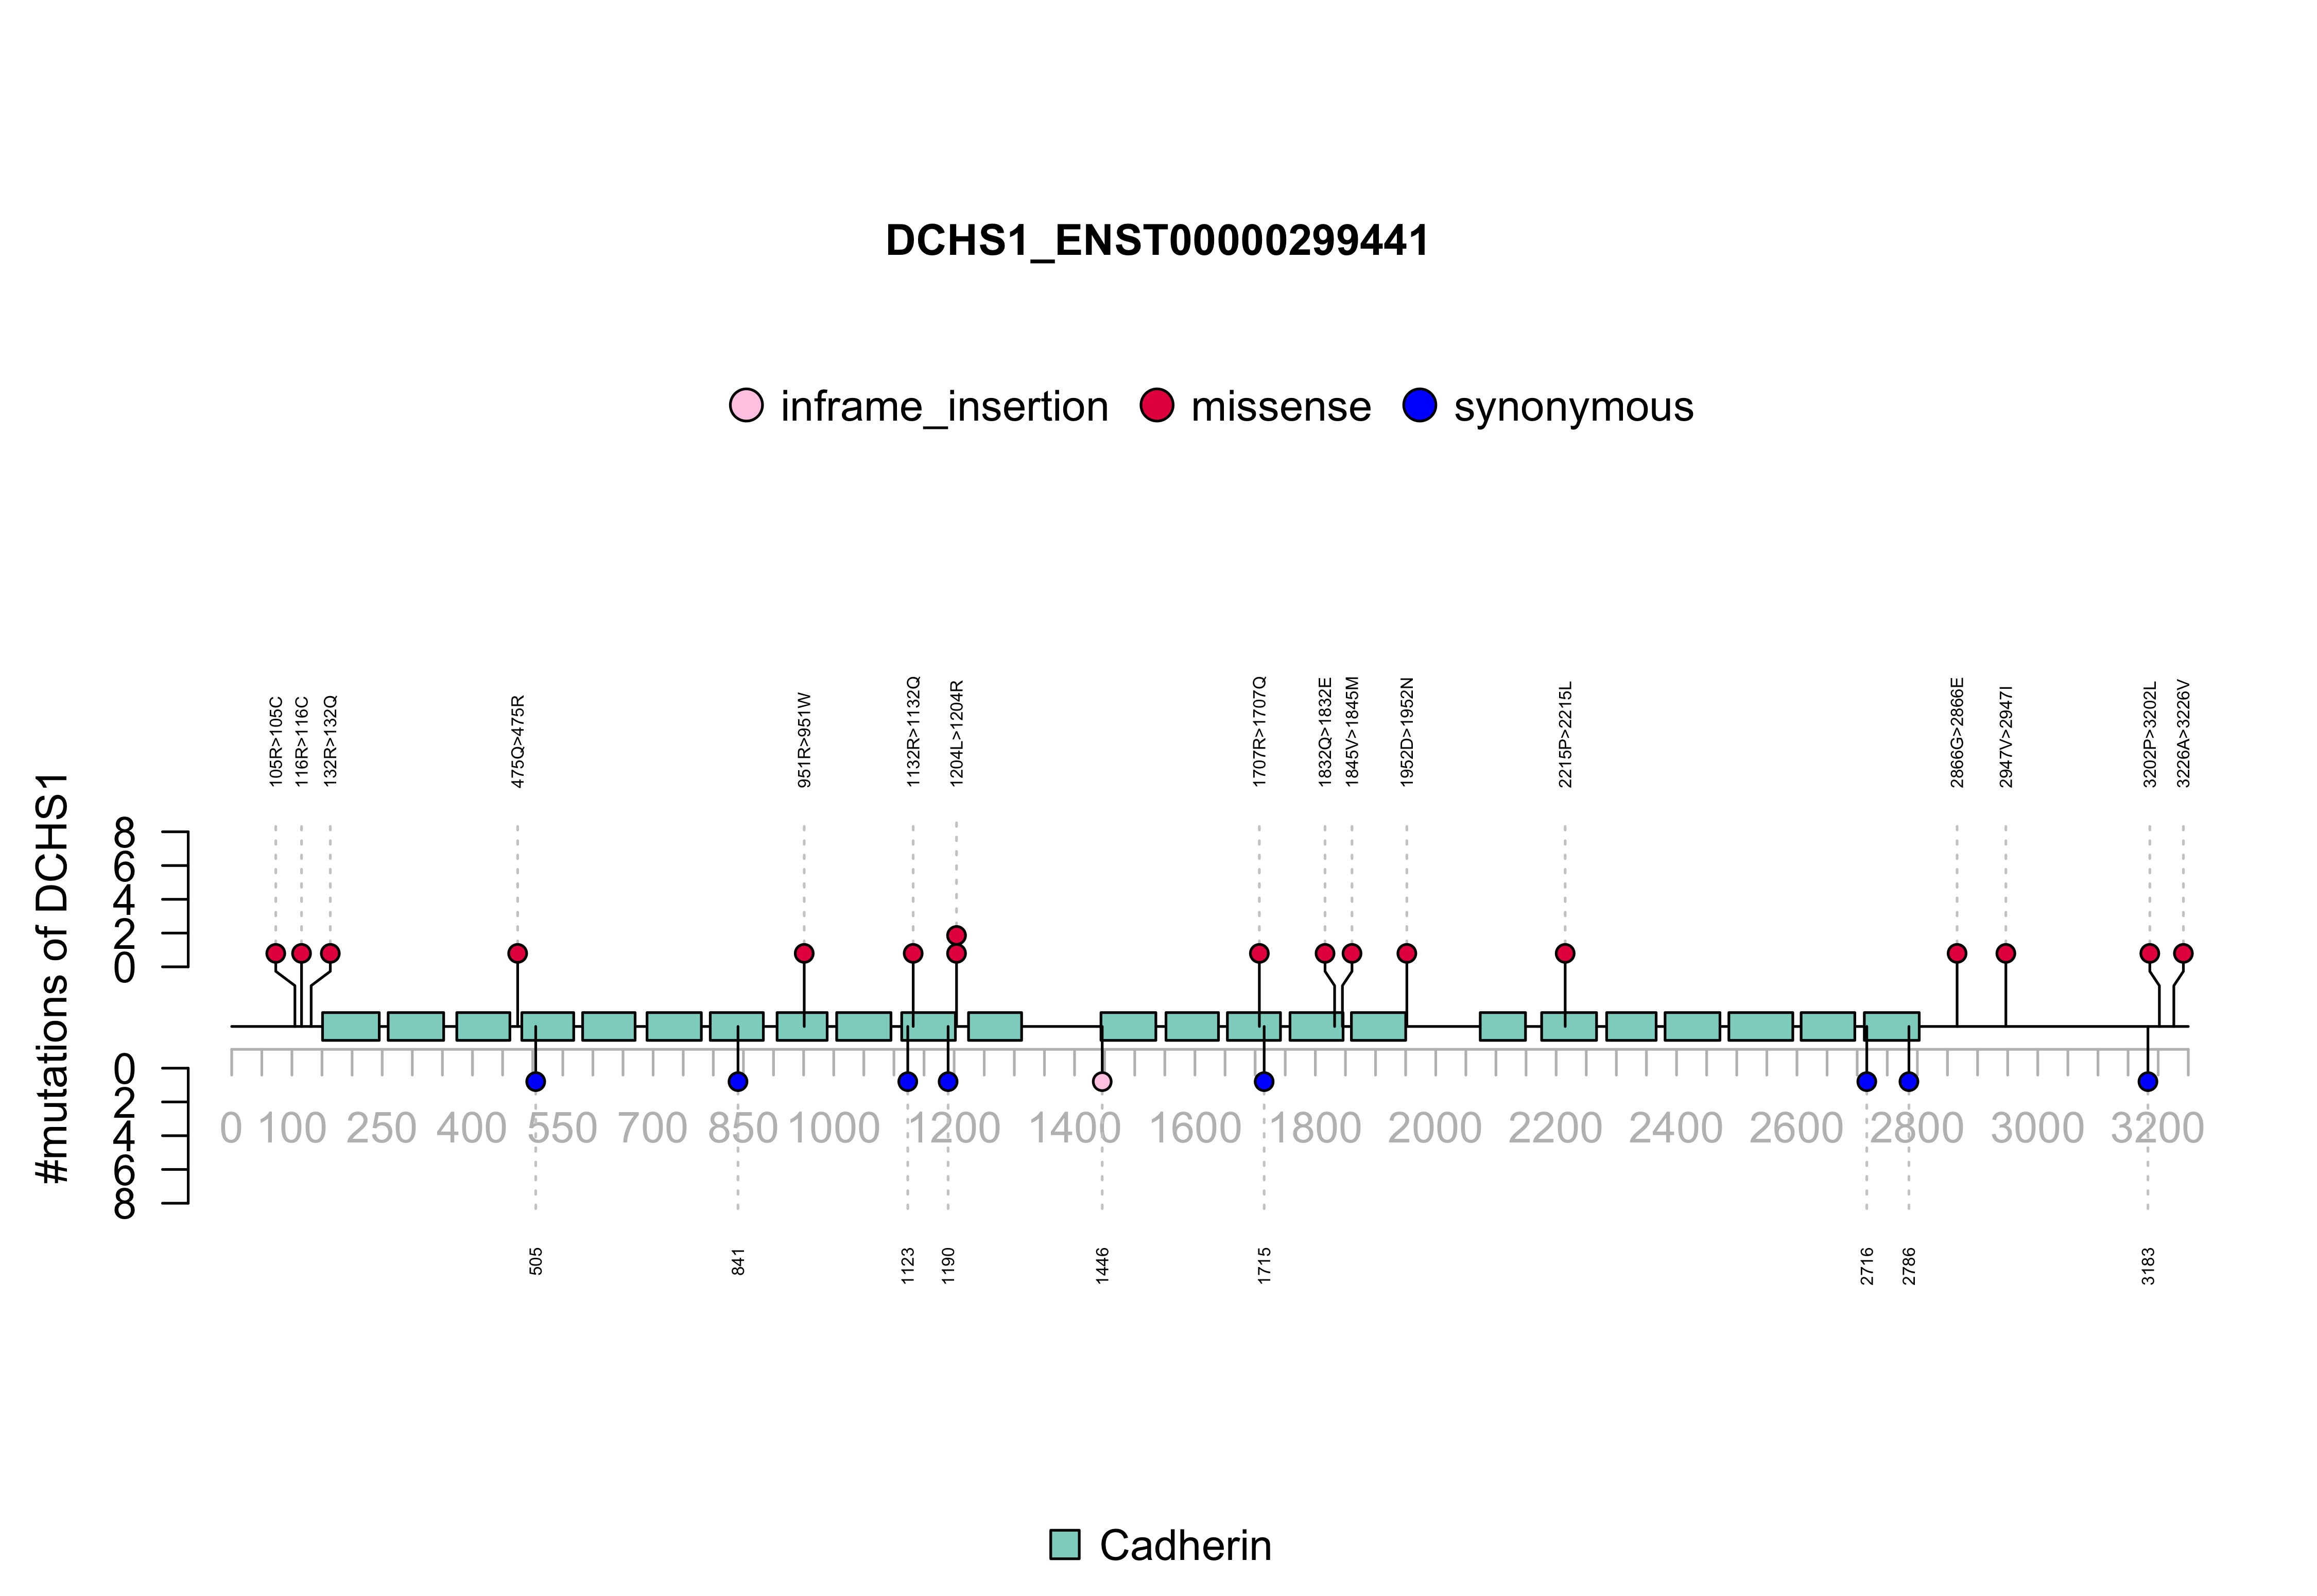 DCHS1_ENST00000299441
inframe_insertion missense synonymous
105R>105C
116R>116C
132R>132Q
475Q>475R
951R>951W
1132R>1132Q
1204L>1204R
1707R>1707Q
1832Q>1832E
1845V>1845M
1952D>1952N
2215P>2215L
2866G>2866E
2947V>2947I
3202P>3202L
3226A>3226V
#mutations of DCHS1
8
6
4
2
0
0
2
4
6
8
0 100 250 400 550 700 850 1000 1200 1400 1600 1800 2000 2200 2400 2600 2800 3000 3200
505
841
1123
1190
1446
1715
2716
2786
3183
Cadherin